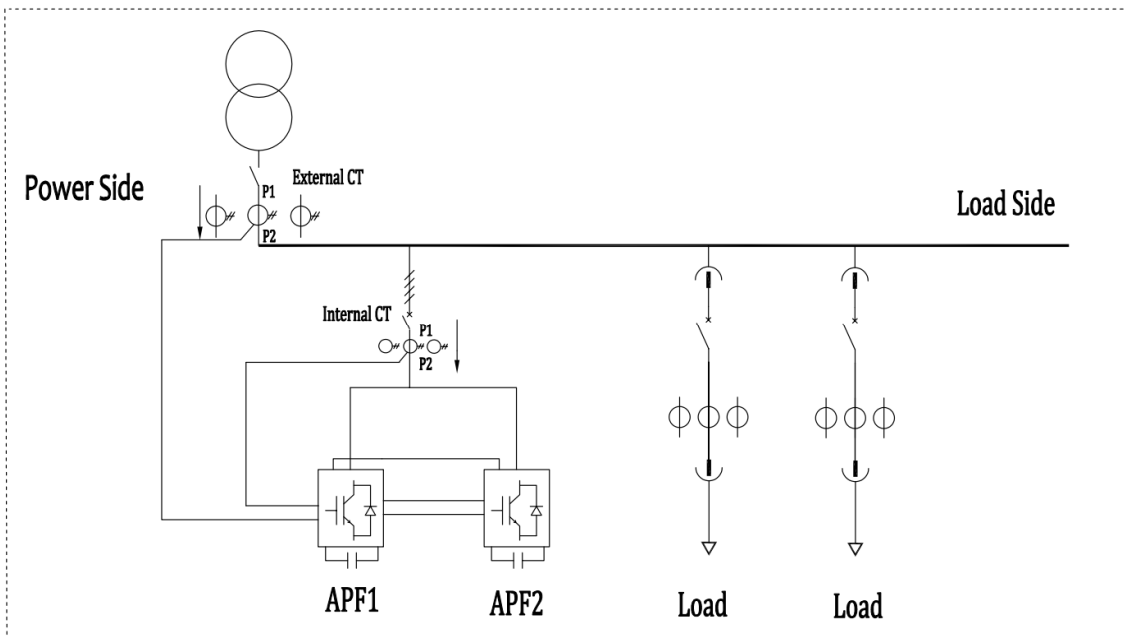 External CT
Power Side
P1
Load Side
P2
Internal CT
P1
P2
APF1
APF2
Load
Load